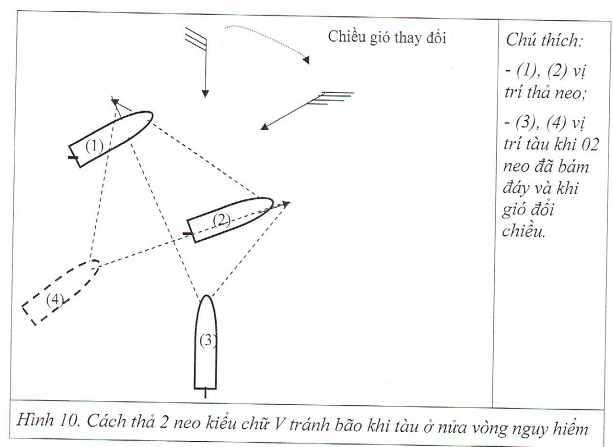 Chiều gió thay đổi
(1)
(2)
(4)
(3)
Chú thích:
- (1), (2) vị
trí thả neo;
- (3), (4) vị
trí tàu khi 02
neo đã bám
đáy và khi
gió đổi
chiều.
Hình 10. Cách thả 2 neo kiểu chữ V tránh bão khi tàu ở nửa vòng nguy hiểm